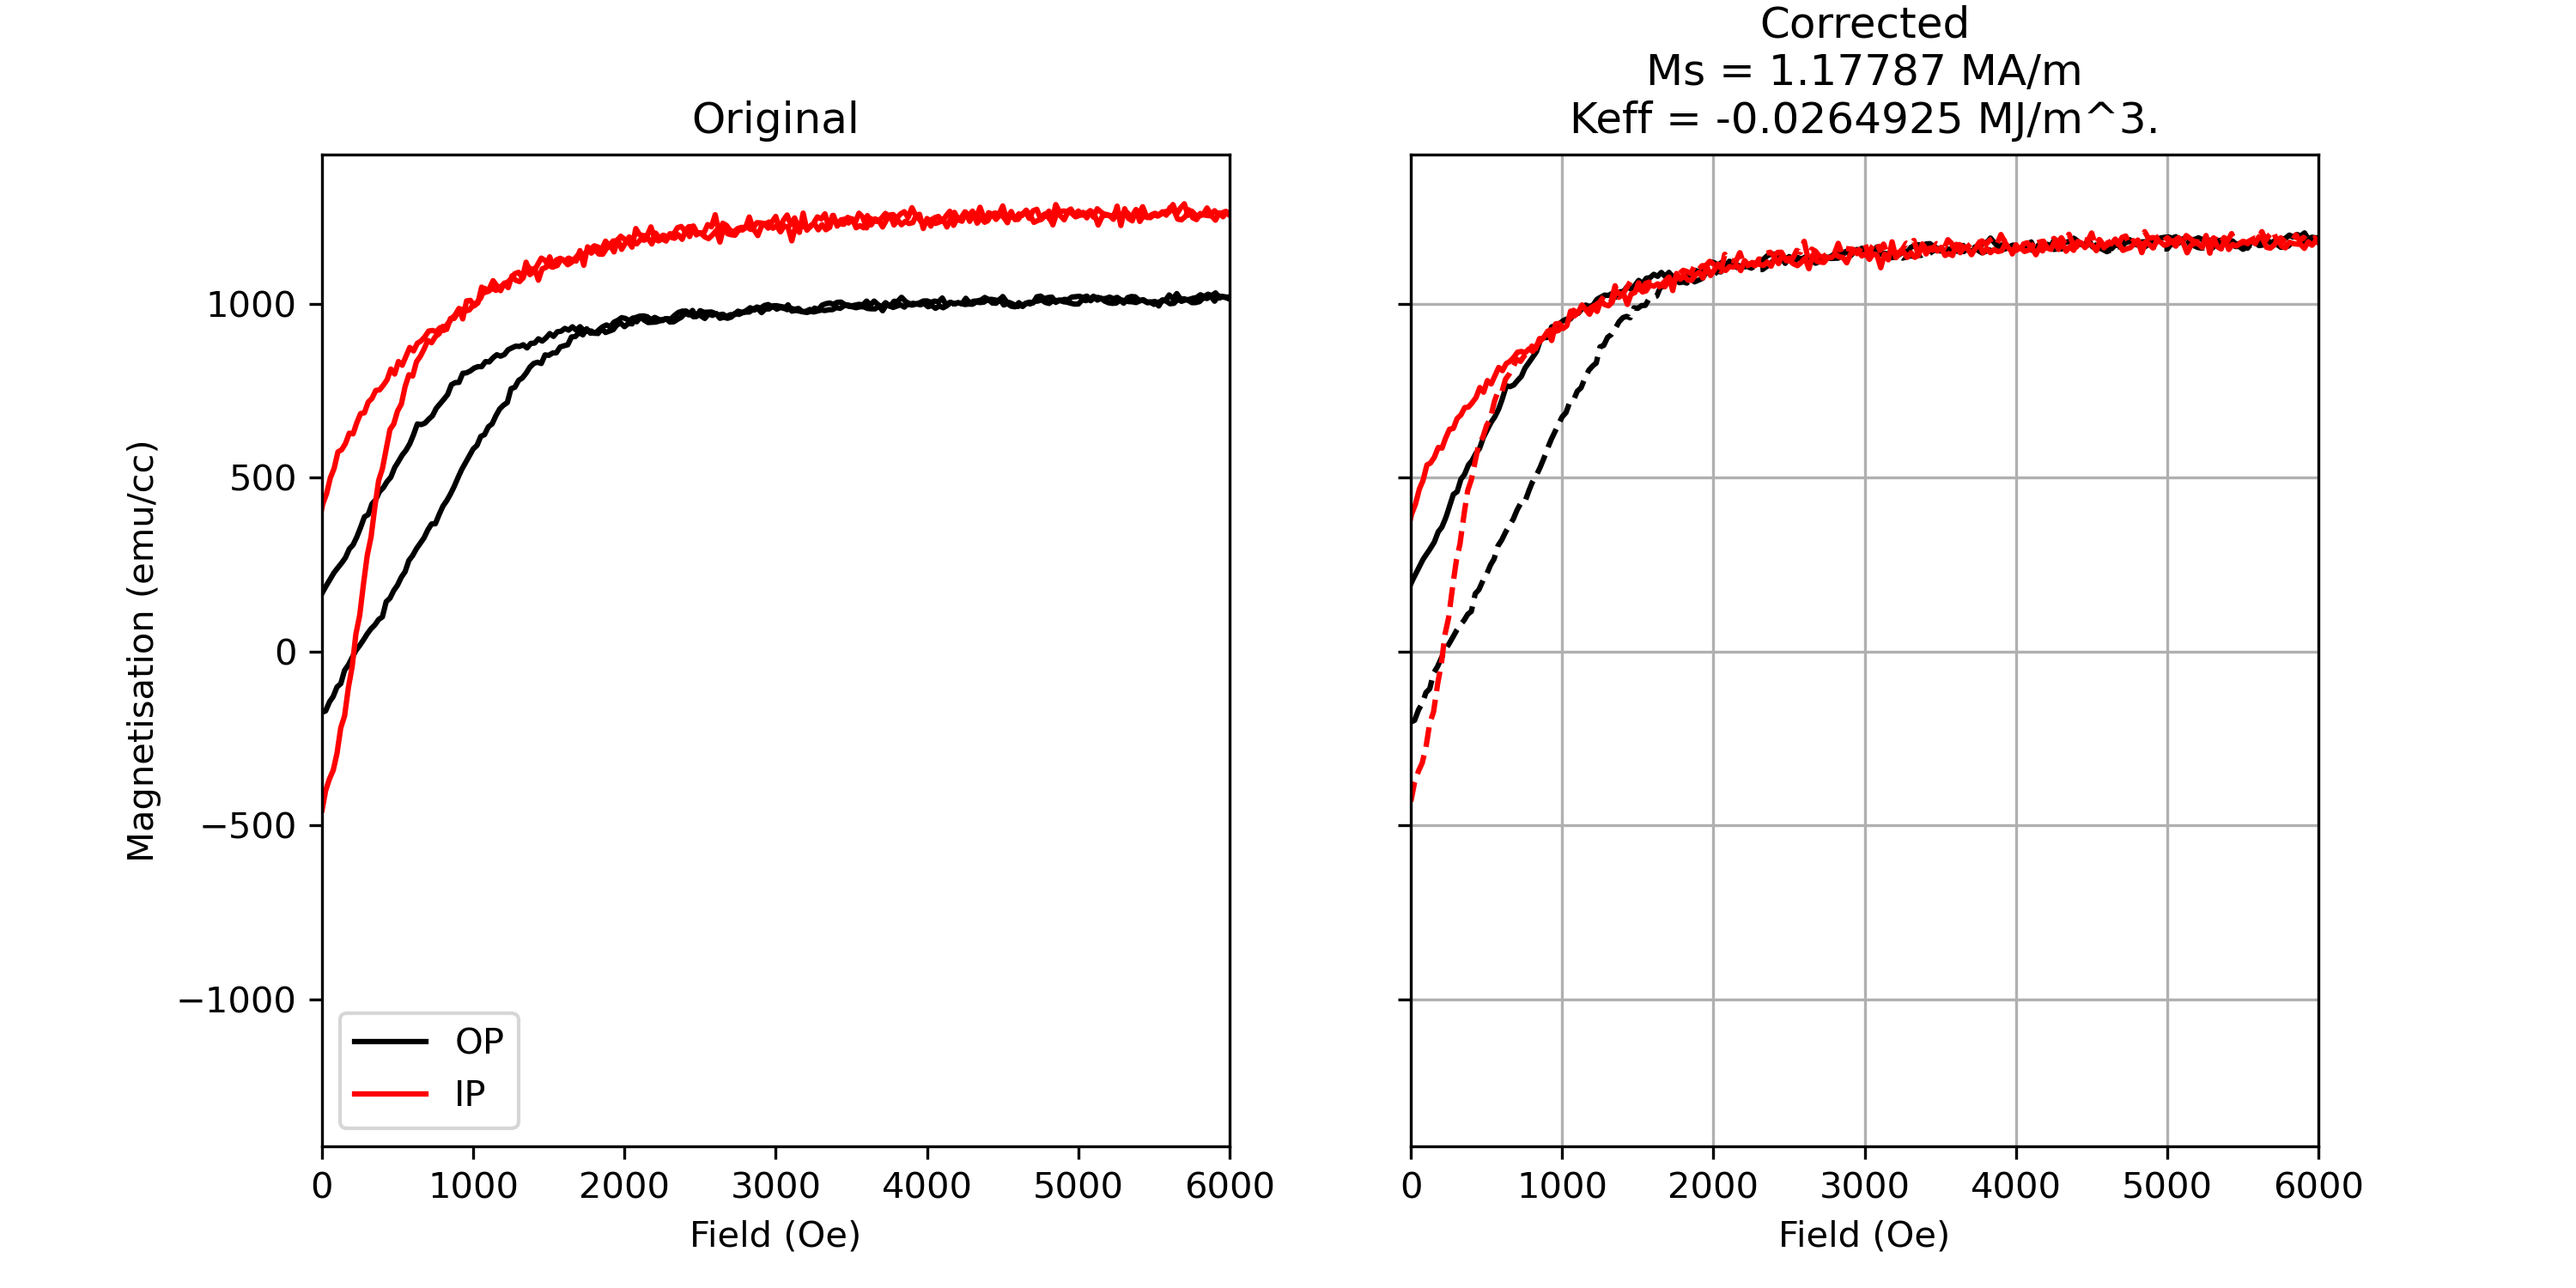 Original
Magnetisation (emu/cc)
1000
500
0
−500
−1000
OP
IP
0 1000 2000 3000 4000 5000 6000
Field (Oe)
Corrected
Ms = 1.17787 MA/m
Keff = -0.0264925 MJ/m^3.
0 1000 2000 3000 4000 5000 6000
Field (Oe)